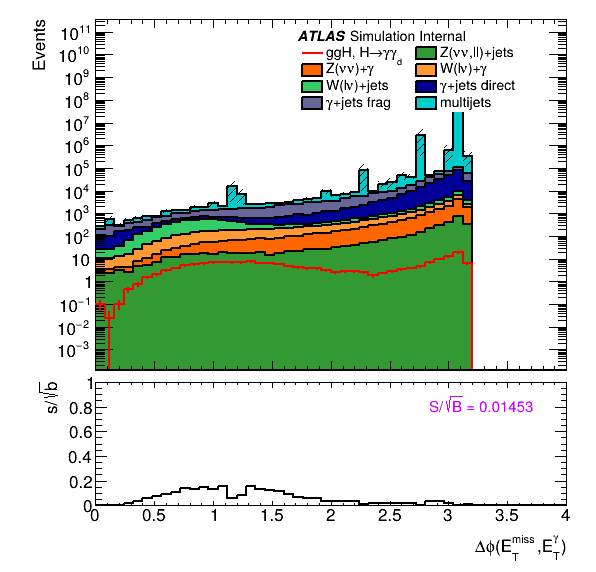 Events
ATLAS Simulation Internal
ggH, H→γγ_d
Z(νν,ll)+jets
Z(νν)+γ
W(lν)+γ
W(lν)+jets
γ+jets direct
γ+jets frag
multijets
10¹¹
10¹⁰
10⁹
10⁸
10⁷
10⁶
10⁵
10⁴
10³
10²
10
1
10⁻¹
10⁻²
10⁻³
s/√b
S/√B = 0.01453
1
0.8
0.6
0.4
0.2
0
0 0.5 1 1.5 2 2.5 3 3.5 4
Δϕ(E_T^miss,E_T^γ)